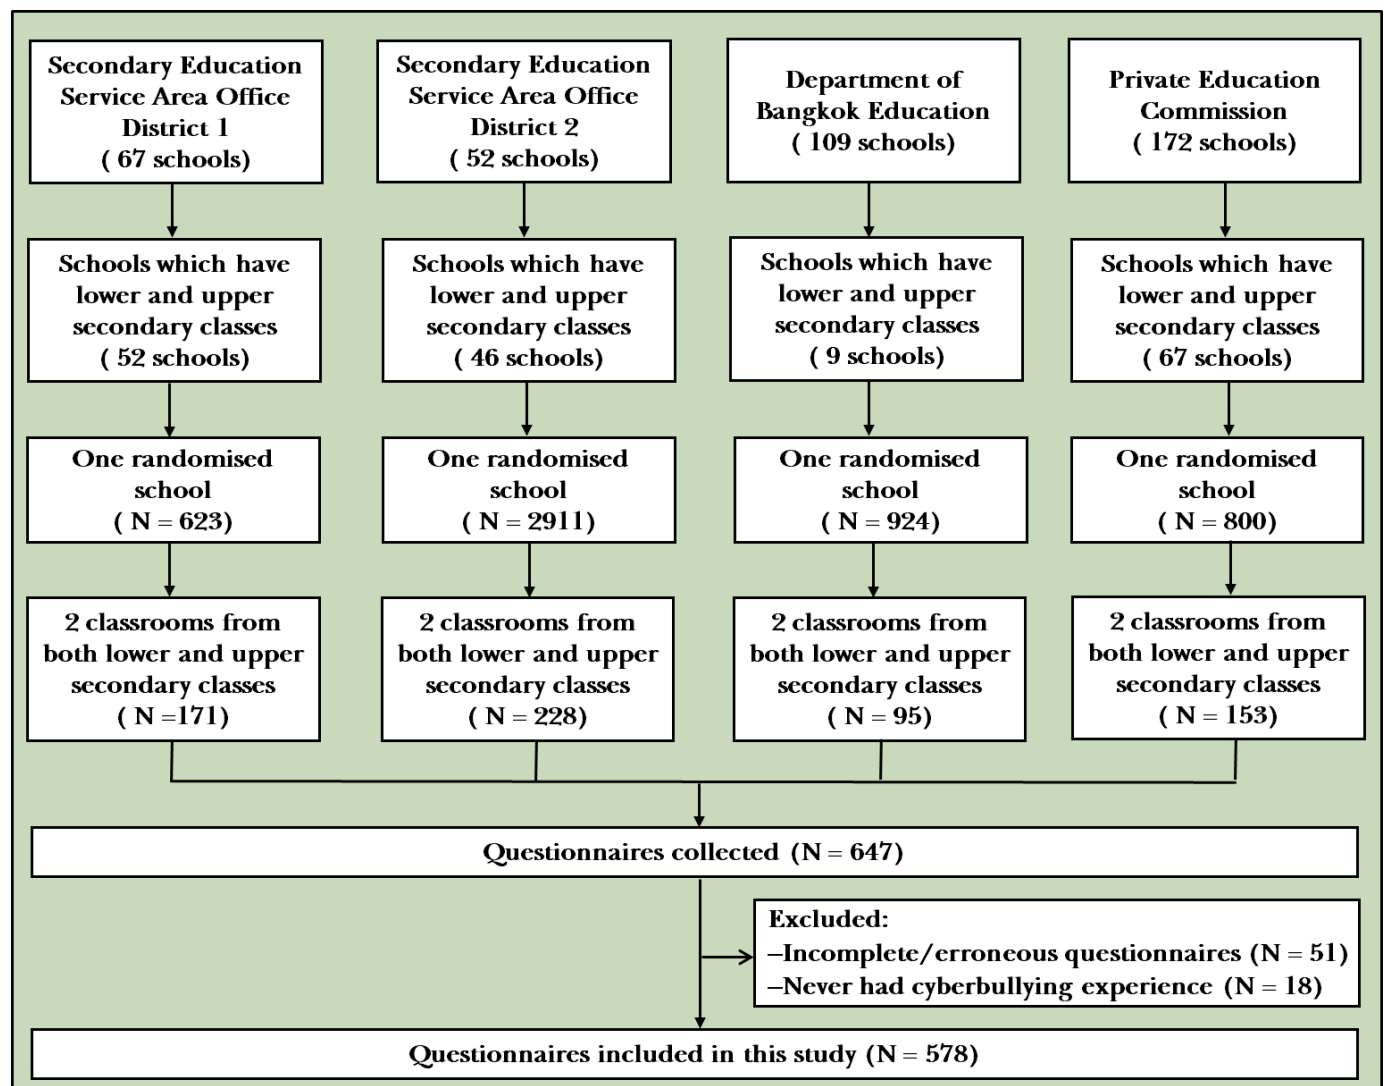 Secondary Education
Service Area Office
District 1
( 67 schools)
Secondary Education
Service Area Office
District 2
( 52 schools)
Department of
Bangkok Education
( 109 schools)
Private Education
Commission
( 172 schools)
Schools which have
lower and upper
secondary classes
( 52 schools)
Schools which have
lower and upper
secondary classes
( 46 schools)
Schools which have
lower and upper
secondary classes
( 9 schools)
Schools which have
lower and upper
secondary classes
( 67 schools)
One randomised
school
( N = 623)
One randomised
school
( N = 2911)
One randomised
school
( N = 924)
One randomised
school
( N = 800)
2 classrooms from
both lower and upper
secondary classes
( N =171)
2 classrooms from
both lower and upper
secondary classes
( N = 228)
2 classrooms from
both lower and upper
secondary classes
( N = 95)
2 classrooms from
both lower and upper
secondary classes
( N = 153)
Questionnaires collected (N = 647)
Excluded:
–Incomplete/erroneous questionnaires (N = 51)
–Never had cyberbullying experience (N = 18)
Questionnaires included in this study (N = 578)